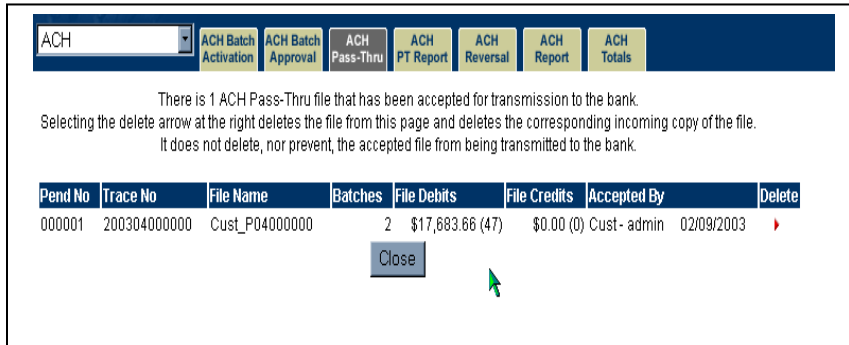 ACH
ACH Batch Activation
ACH Batch Approval
ACH Pass-Thru
ACH PT Report
ACH Reversal
ACH Report
ACH Totals
There is 1 ACH Pass-Thru file that has been accepted for transmission to the bank.
Selecting the delete arrow at the right deletes the file from this page and deletes the corresponding incoming copy of the file.
It does not delete, nor prevent, the accepted file from being transmitted to the bank.
Pend No Trace No File Name Batches File Debits File Credits Accepted By Delete
000001 200304000000 Cust_P04000000 2 $17,683.66 (47) $0.00 (0) Cust - admin 02/09/2003
Close